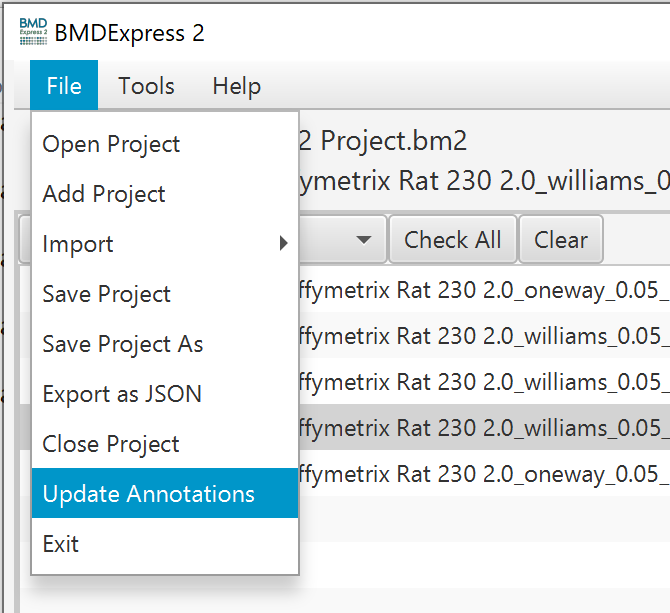 BMD
Express 2
BMDExpress 2
File Tools Help
2 Project.bm2
ymetrix Rat 230 2.0_williams_0
Check All Clear
Open Project
Add Project
Import
Save Project
Save Project As
Export as JSON
Close Project
Update Annotations
Exit
ffymetrix Rat 230 2.0_oneway_0.05_
ffymetrix Rat 230 2.0_williams_0.05_
ffymetrix Rat 230 2.0_williams_0.05_
ffymetrix Rat 230 2.0_williams_0.05_
ffymetrix Rat 230 2.0_oneway_0.05_